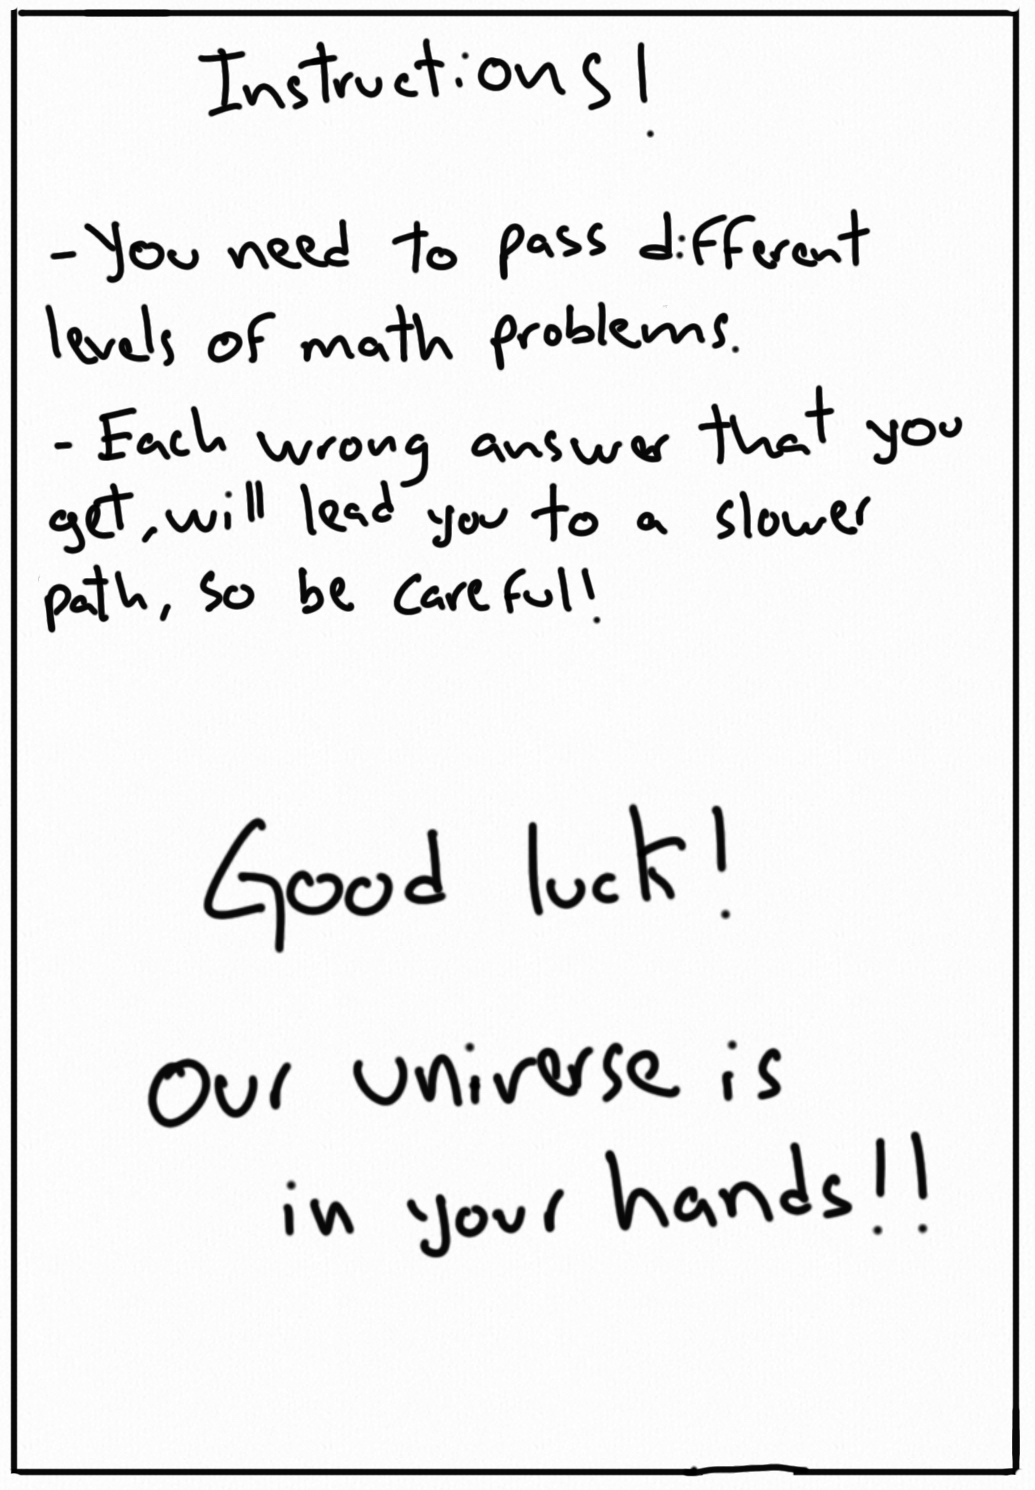 Instructions!
- You need to pass different
levels of math problems.
- Each wrong answer that you
get, will lead you to a slower
path, so be careful!
Good luck!
Our universe is
in your hands!!